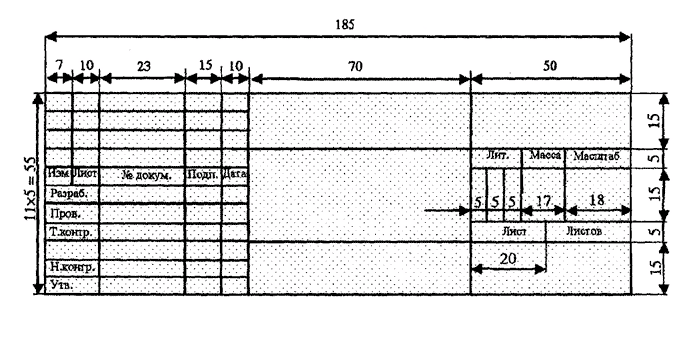 185
7 10 23 15 10 70 50
15
11х5 = 55
Лит. Масса Масштаб
5
Изм Лист № докум. Подп. Дата
Разраб.
15
5 5 5 17 18
Пров.
Т.контр.
Лист Листов
5
20
15
Н.контр.
Утв.